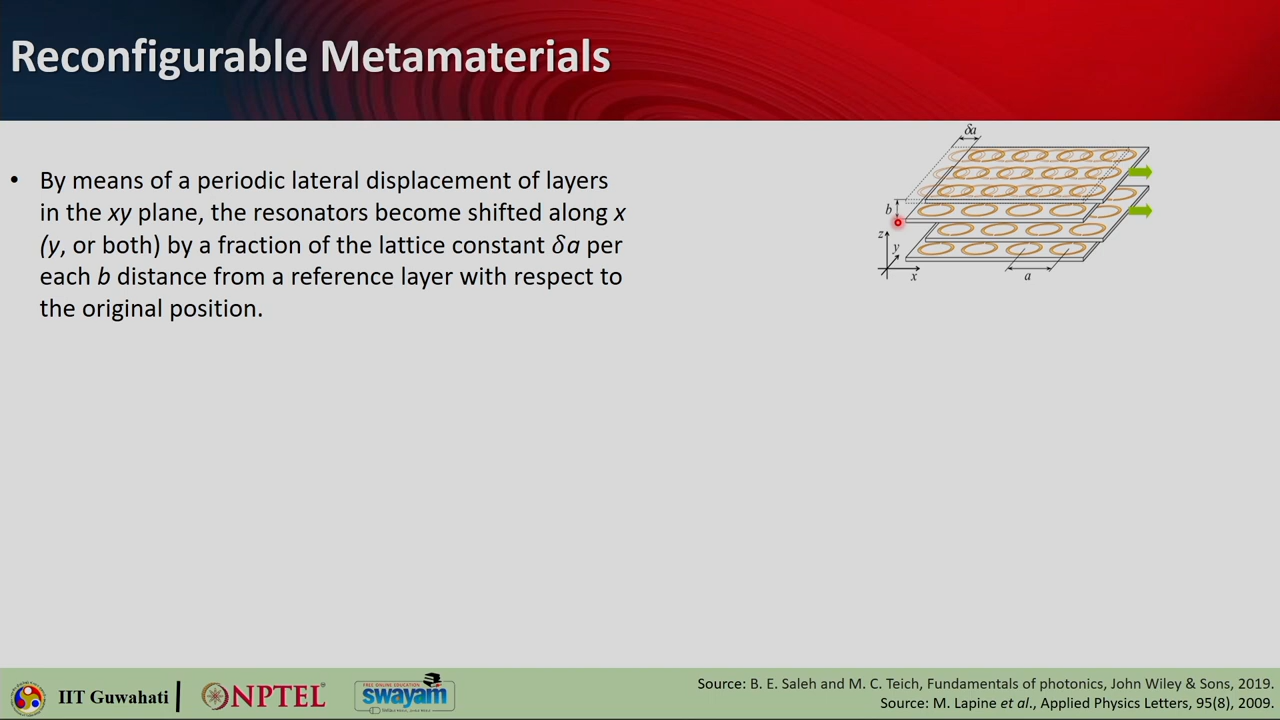 Reconfigurable Metamaterials
• By means of a periodic lateral displacement of layers
in the xy plane, the resonators become shifted along x
(y, or both) by a fraction of the lattice constant δa per
each b distance from a reference layer with respect to
the original position.
δa
b
z
y
x
a
IIT Guwahati
NPTEL
FREE ONLINE EDUCATION
swayam
Source: B. E. Saleh and M. C. Teich, Fundamentals of photonics, John Wiley & Sons, 2019.
Source: M. Lapine et al., Applied Physics Letters, 95(8), 2009.